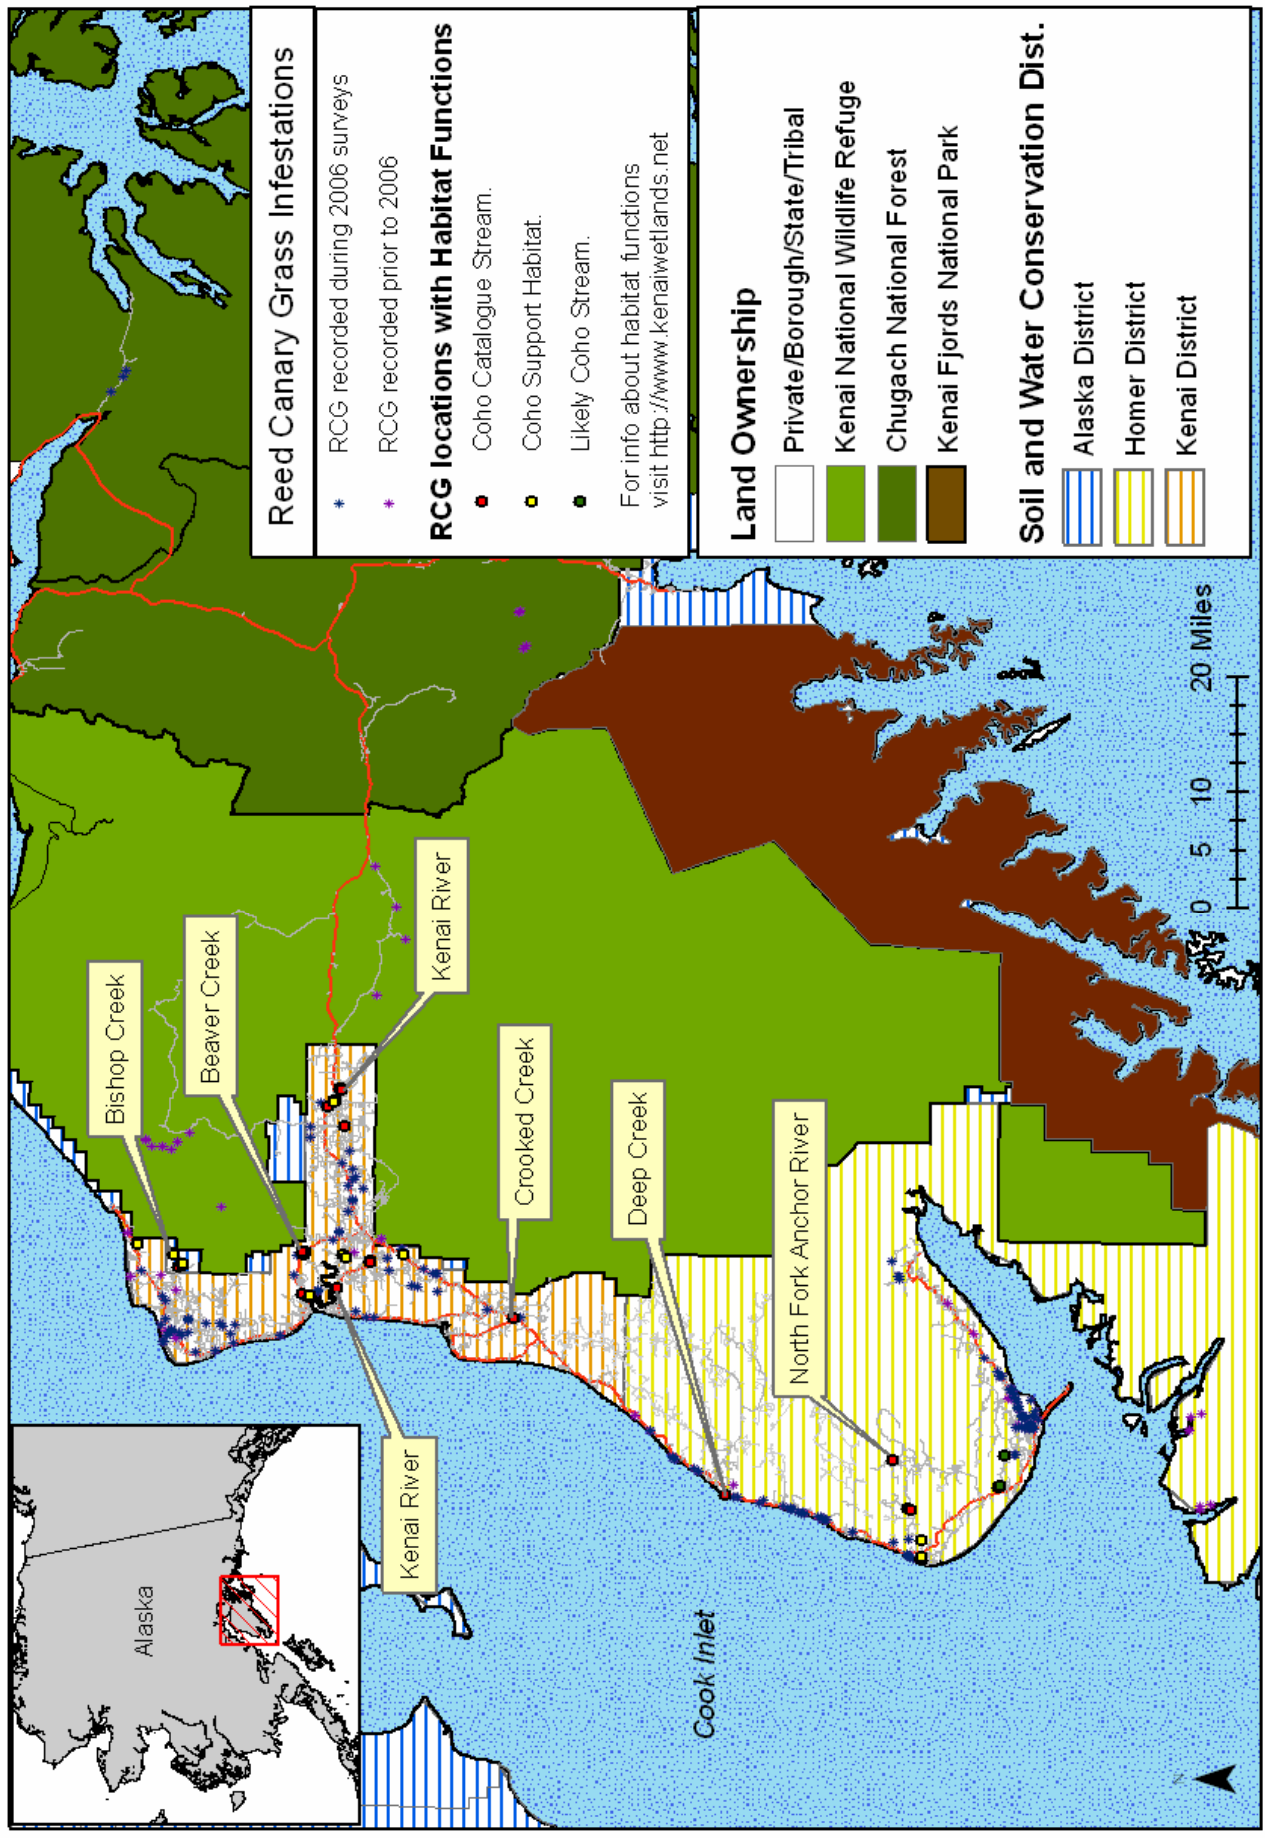 Reed Canary Grass Infestations
RCG recorded during 2006 surveys
RCG recorded prior to 2006
RCG locations with Habitat Functions
Coho Catalogue Stream.
Coho Support Habitat.
Likely Coho Stream.
For info about habitat functions
visit http://www.kenaiwetlands.net
Land Ownership
Private/Borough/State/Tribal
Kenai National Wildlife Refuge
Chugach National Forest
Kenai Fjords National Park
Soil and Water Conservation Dist.
Alaska District
Homer District
Kenai District
Alaska
Bishop Creek
Beaver Creek
Kenai River
Kenai River
Crooked Creek
Deep Creek
North Fork Anchor River
Cook Inlet
0 5 10 20 Miles
N